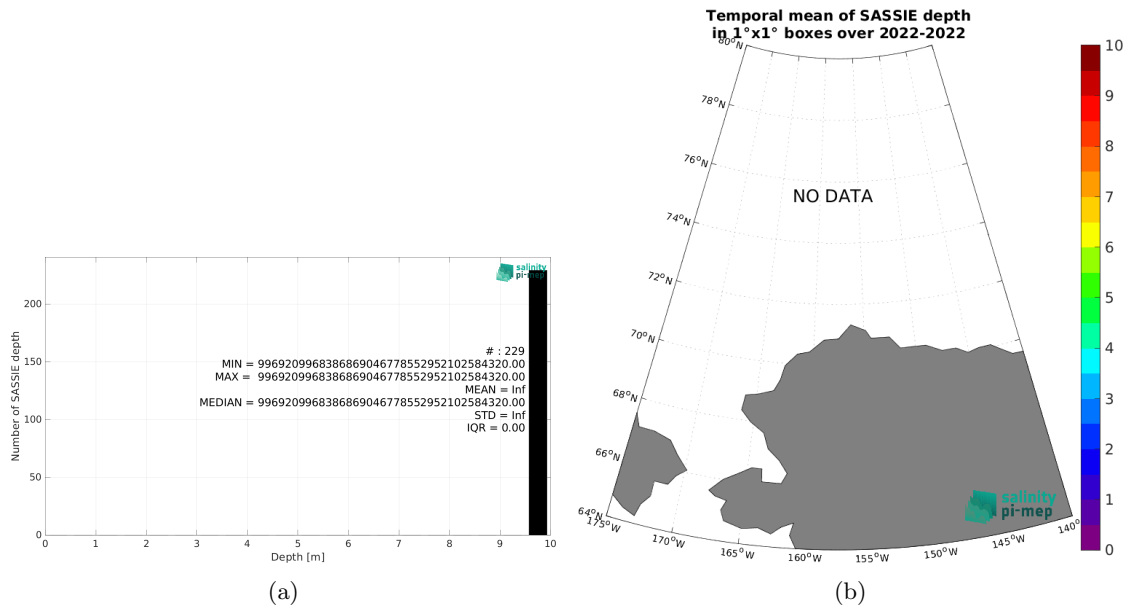 Temporal mean of SASSIE depth
in 1°x1° boxes over 2022-2022
80°N
78°N
76°N
74°N
72°N
70°N
68°N
66°N
64°N
175°W
170°W
165°W
160°W
155°W
150°W
145°W
140°
NO DATA
salinity
pi-mep
10
9
8
7
6
5
4
3
2
1
0
salinity
pi-mep
Number of SASSIE depth
200
150
100
50
0
# : 229
MIN = 9969209968386869046778552952102584320.00
MAX = 9969209968386869046778552952102584320.00
MEAN = Inf
MEDIAN = 9969209968386869046778552952102584320.00
STD = Inf
IQR = 0.00
0 1 2 3 4 5 6 7 8 9 10
Depth [m]
(a)
(b)